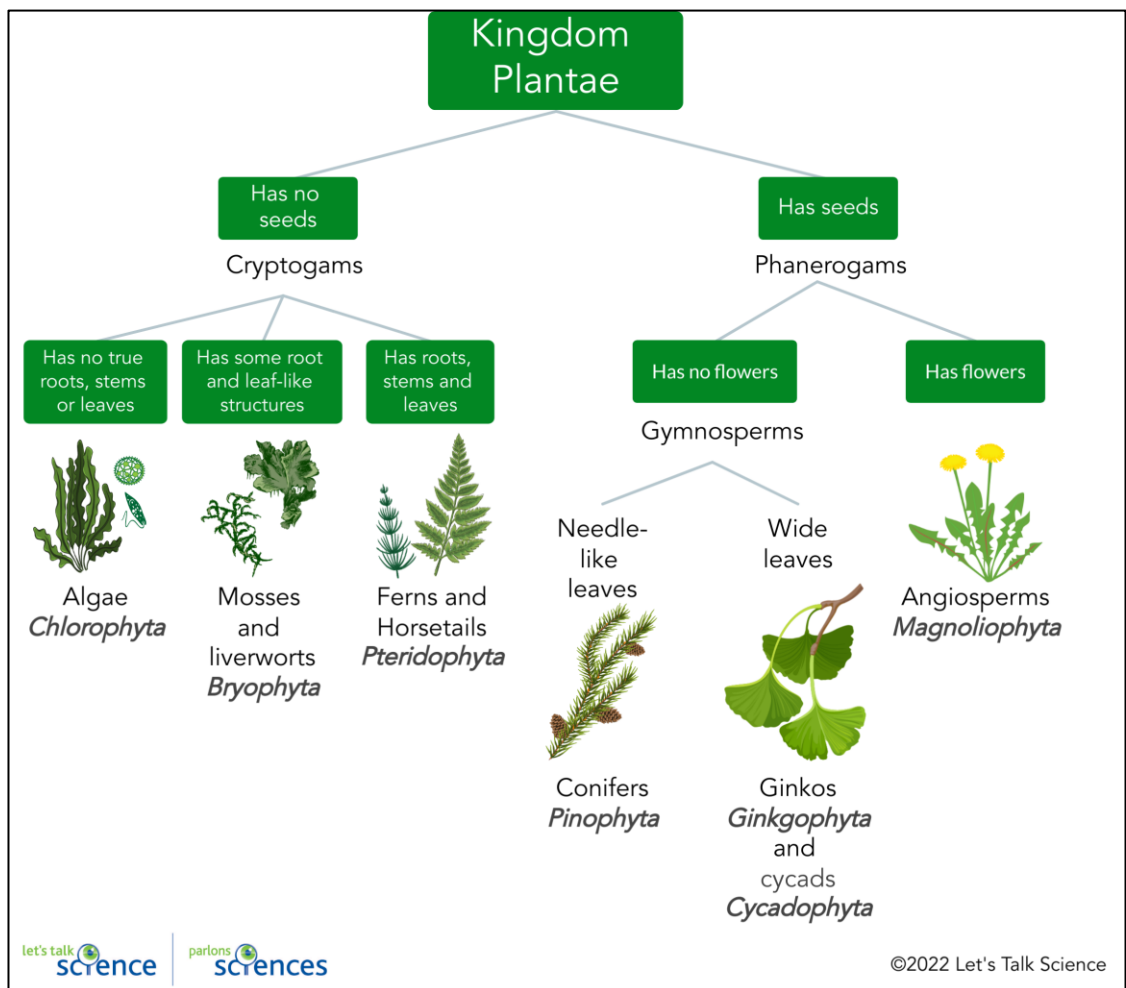 Kingdom
Plantae
Has no
seeds
Has seeds
Cryptogams
Phanerogams
Has no true
roots, stems
or leaves
Has some root
and leaf-like
structures
Has roots,
stems and
leaves
Has no flowers
Has flowers
Gymnosperms
Needle-
like
leaves
Wide
leaves
Algae
Chlorophyta
Mosses
and
liverworts
Bryophyta
Ferns and
Horsetails
Pteridophyta
Angiosperms
Magnoliophyta
Conifers
Pinophyta
Ginkos
Ginkgophyta
and
cycads
Cycadophyta
let's talk
science
parlons
sciences
©2022 Let's Talk Science